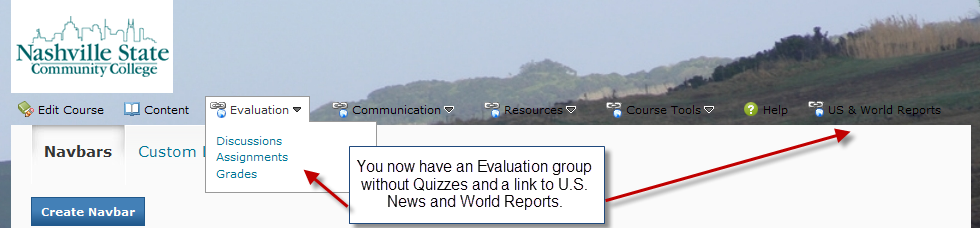 Nashville State
Community College
Edit Course Content Evaluation Communication Resources Course Tools Help US & World Reports
Discussions
Assignments
Grades
Navbars Custom
You now have an Evaluation group
without Quizzes and a link to U.S.
News and World Reports.
Create Navbar